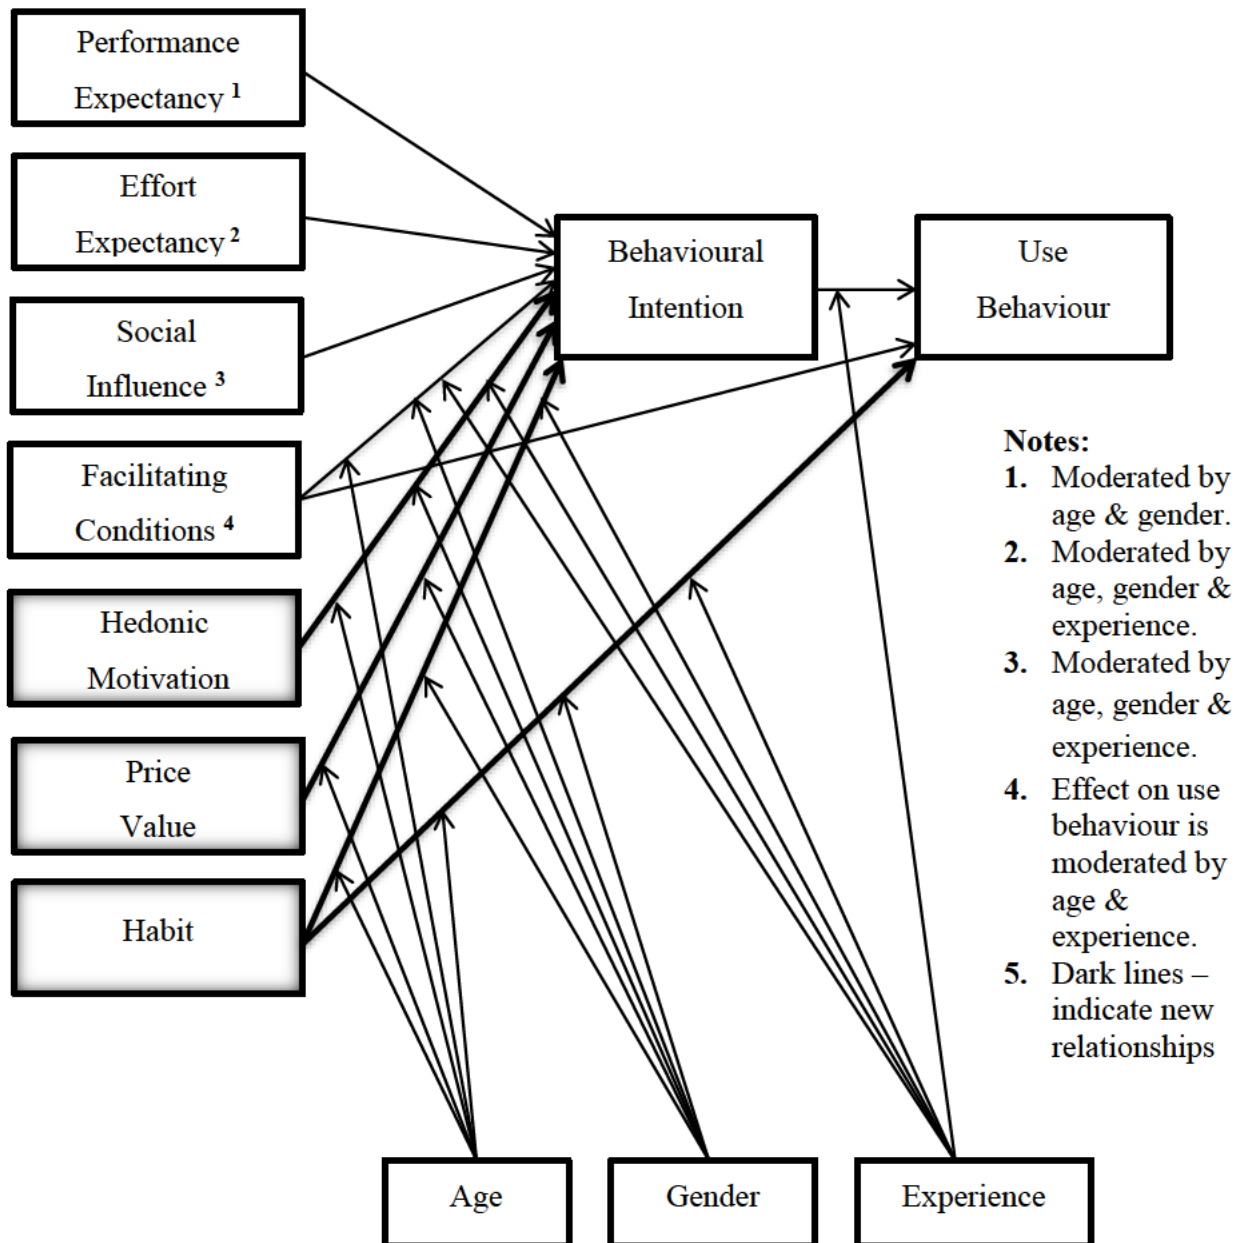 Performance
Expectancy 1
Effort
Expectancy 2
Social
Influence 3
Facilitating
Conditions 4
Hedonic
Motivation
Price
Value
Habit
Behavioural
Intention
Use
Behaviour
Notes:
1. Moderated by
age & gender.
2. Moderated by
age, gender &
experience.
3. Moderated by
age, gender &
experience.
4. Effect on use
behaviour is
moderated by
age &
experience.
5. Dark lines –
indicate new
relationships
Age
Gender
Experience